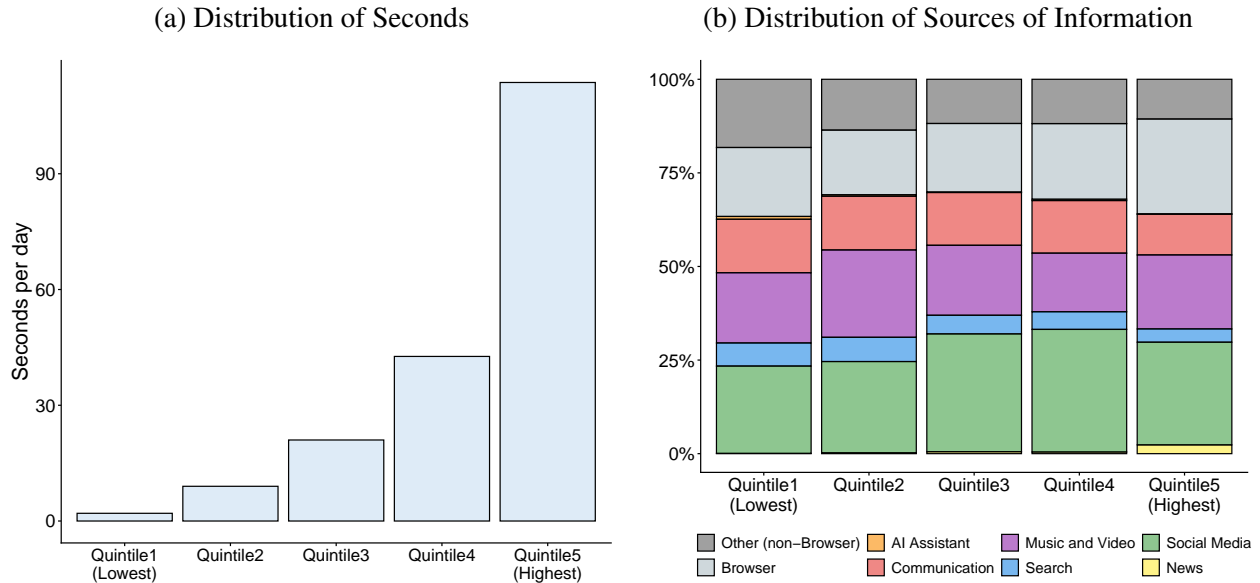 (a) Distribution of Seconds
Seconds per day
90
60
30
0
Quintile1
(Lowest)
Quintile2
Quintile3
Quintile4
Quintile5
(Highest)
(b) Distribution of Sources of Information
100%
75%
50%
25%
0%
Quintile1
(Lowest)
Quintile2
Quintile3
Quintile4
Quintile5
(Highest)
Other (non−Browser)
AI Assistant
Music and Video
Social Media
Browser
Communication
Search
News